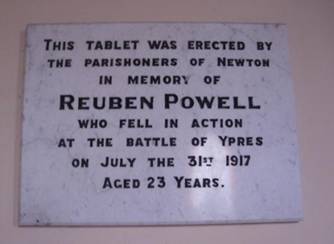 THIS TABLET WAS ERECTED BY
THE PARISHONERS OF NEWTON
IN MEMORY OF
REUBEN POWELL
WHO FELL IN ACTION
AT THE BATTLE OF YPRES
ON JULY THE 31ST 1917
AGED 23 YEARS.